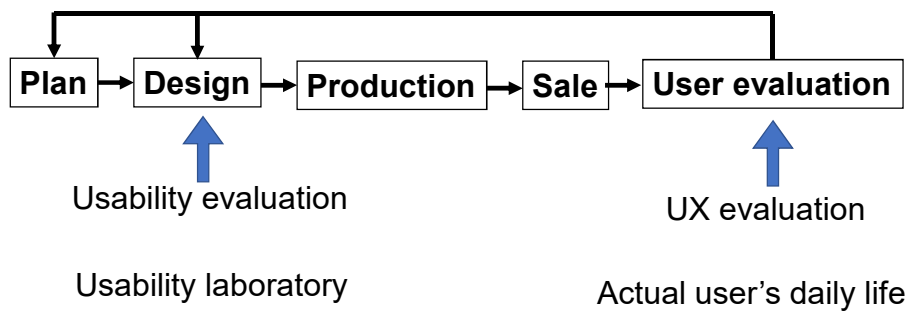 Plan
Design
Production
Sale
User evaluation
Usability evaluation
UX evaluation
Usability laboratory
Actual user’s daily life